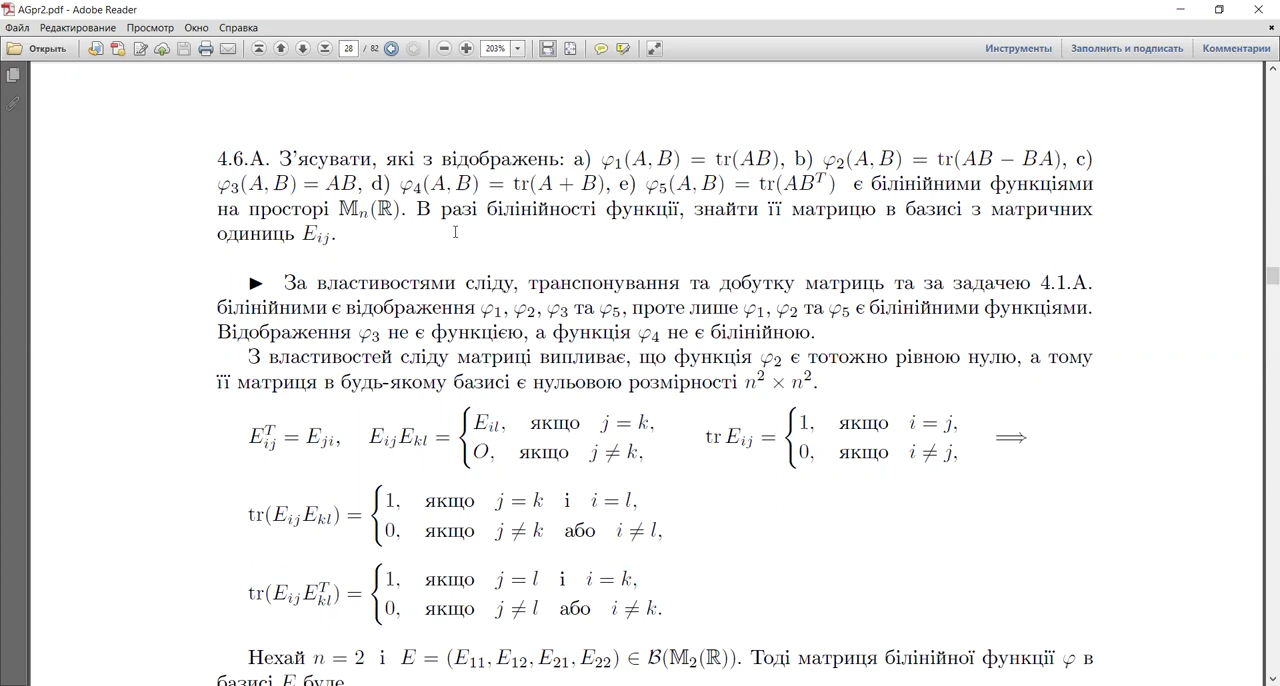 AGpr2.pdf - Adobe Reader
Файл Редактирование Просмотр Окно Справка
Открыть 28 / 82 203% Инструменты Заполнить и подписать Комментарии
4.6.A. З'ясувати, які з відображень: a) φ₁(A, B) = tr(AB), b) φ₂(A, B) = tr(AB − BA), c)
φ₃(A, B) = AB, d) φ₄(A, B) = tr(A + B), e) φ₅(A, B) = tr(ABᵀ) є білінійними функціями
на просторі 𝕄ₙ(ℝ). В разі білінійності функції, знайти її матрицю в базисі з матричних
одиниць Eᵢⱼ.
► За властивостями сліду, транспонування та добутку матриць та за задачею 4.1.A.
білінійними є відображення φ₁, φ₂, φ₃ та φ₅, проте лише φ₁, φ₂ та φ₅ є білінійними функціями.
Відображення φ₃ не є функцією, а функція φ₄ не є білінійною.
З властивостей сліду матриці випливає, що функція φ₂ є тотожно рівною нулю, а тому
її матриця в будь-якому базисі є нульовою розмірності n² × n².
Eᵢⱼᵀ = Eⱼᵢ, EᵢⱼEₖₗ = { Eᵢₗ, якщо j = k, tr Eᵢⱼ = { 1, якщо i = j, ⟹
O, якщо j ≠ k, 0, якщо i ≠ j,
tr(EᵢⱼEₖₗ) = { 1, якщо j = k і i = l,
0, якщо j ≠ k або i ≠ l,
tr(EᵢⱼEₖₗᵀ) = { 1, якщо j = l і i = k,
0, якщо j ≠ l або i ≠ k.
Нехай n = 2 і E = (E₁₁, E₁₂, E₂₁, E₂₂) ∈ ℬ(𝕄₂(ℝ)). Тоді матриця білінійної функції φ в
базисі E буде